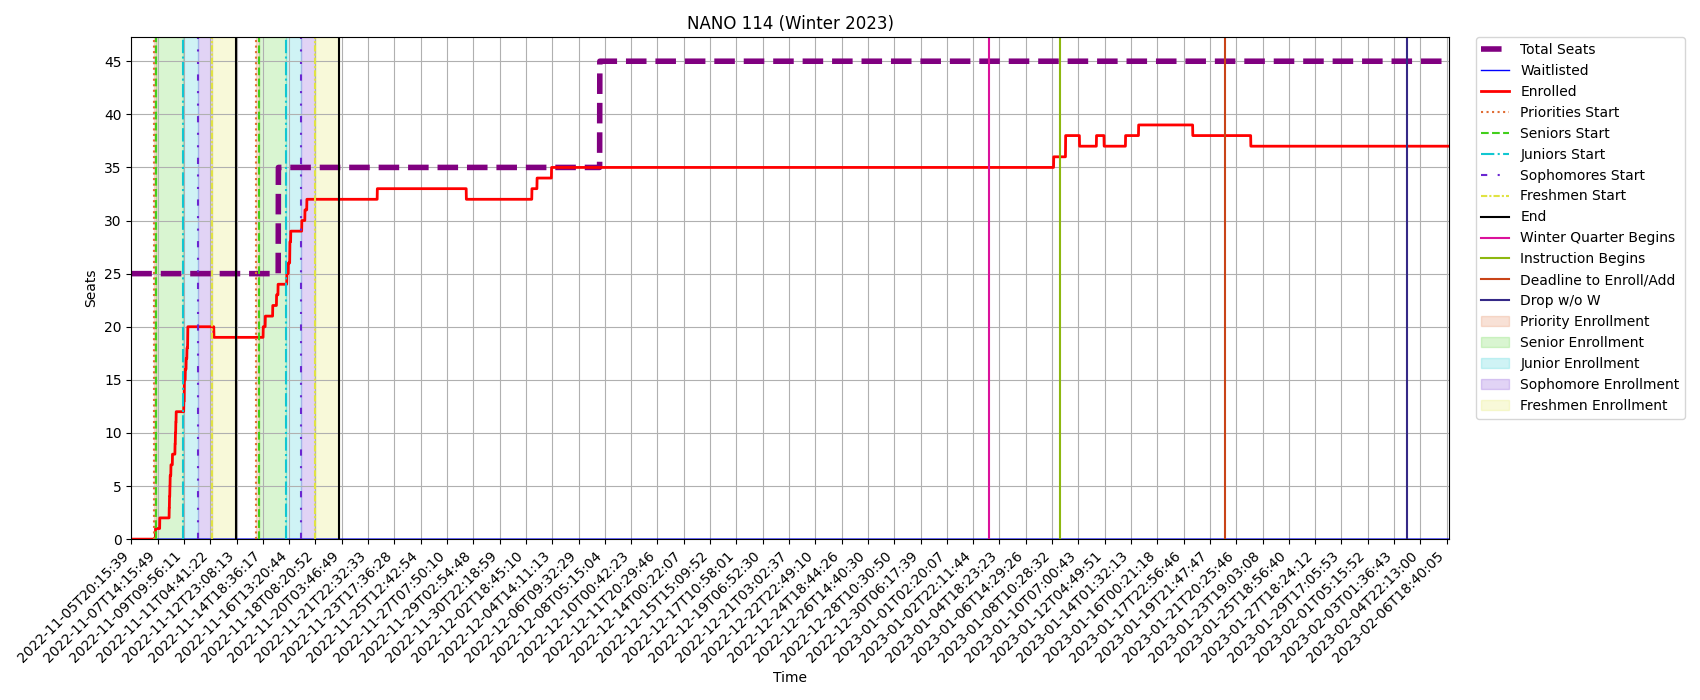 NANO 114 (Winter 2023)
Seats
45
40
35
30
25
20
15
10
5
0
2022-11-05T20:15:39
2022-11-07T14:15:49
2022-11-09T09:56:11
2022-11-11T04:41:22
2022-11-12T23:08:13
2022-11-14T18:36:17
2022-11-16T13:20:44
2022-11-18T08:20:52
2022-11-20T03:46:49
2022-11-21T22:32:33
2022-11-23T17:36:28
2022-11-25T12:42:54
2022-11-27T07:50:10
2022-11-29T02:54:48
2022-11-30T22:18:59
2022-12-02T18:45:10
2022-12-04T14:11:13
2022-12-06T09:32:29
2022-12-08T05:15:04
2022-12-10T00:42:23
2022-12-11T20:29:46
2022-12-14T00:22:07
2022-12-15T15:09:52
2022-12-17T10:58:01
2022-12-19T06:52:30
2022-12-21T03:02:37
2022-12-22T22:49:10
2022-12-24T18:44:26
2022-12-26T14:40:30
2022-12-28T10:30:50
2022-12-30T06:17:39
2023-01-01T02:20:07
2023-01-02T22:11:44
2023-01-04T18:23:23
2023-01-06T14:29:26
2023-01-08T10:28:32
2023-01-10T07:00:43
2023-01-12T04:49:51
2023-01-14T01:32:13
2023-01-16T00:21:18
2023-01-17T22:56:46
2023-01-19T21:47:47
2023-01-21T20:25:46
2023-01-23T19:03:08
2023-01-25T18:56:40
2023-01-27T18:24:12
2023-01-29T17:05:53
2023-02-01T05:15:52
2023-02-03T01:36:43
2023-02-04T22:13:00
2023-02-06T18:40:05
Time
Total Seats
Waitlisted
Enrolled
Priorities Start
Seniors Start
Juniors Start
Sophomores Start
Freshmen Start
End
Winter Quarter Begins
Instruction Begins
Deadline to Enroll/Add
Drop w/o W
Priority Enrollment
Senior Enrollment
Junior Enrollment
Sophomore Enrollment
Freshmen Enrollment